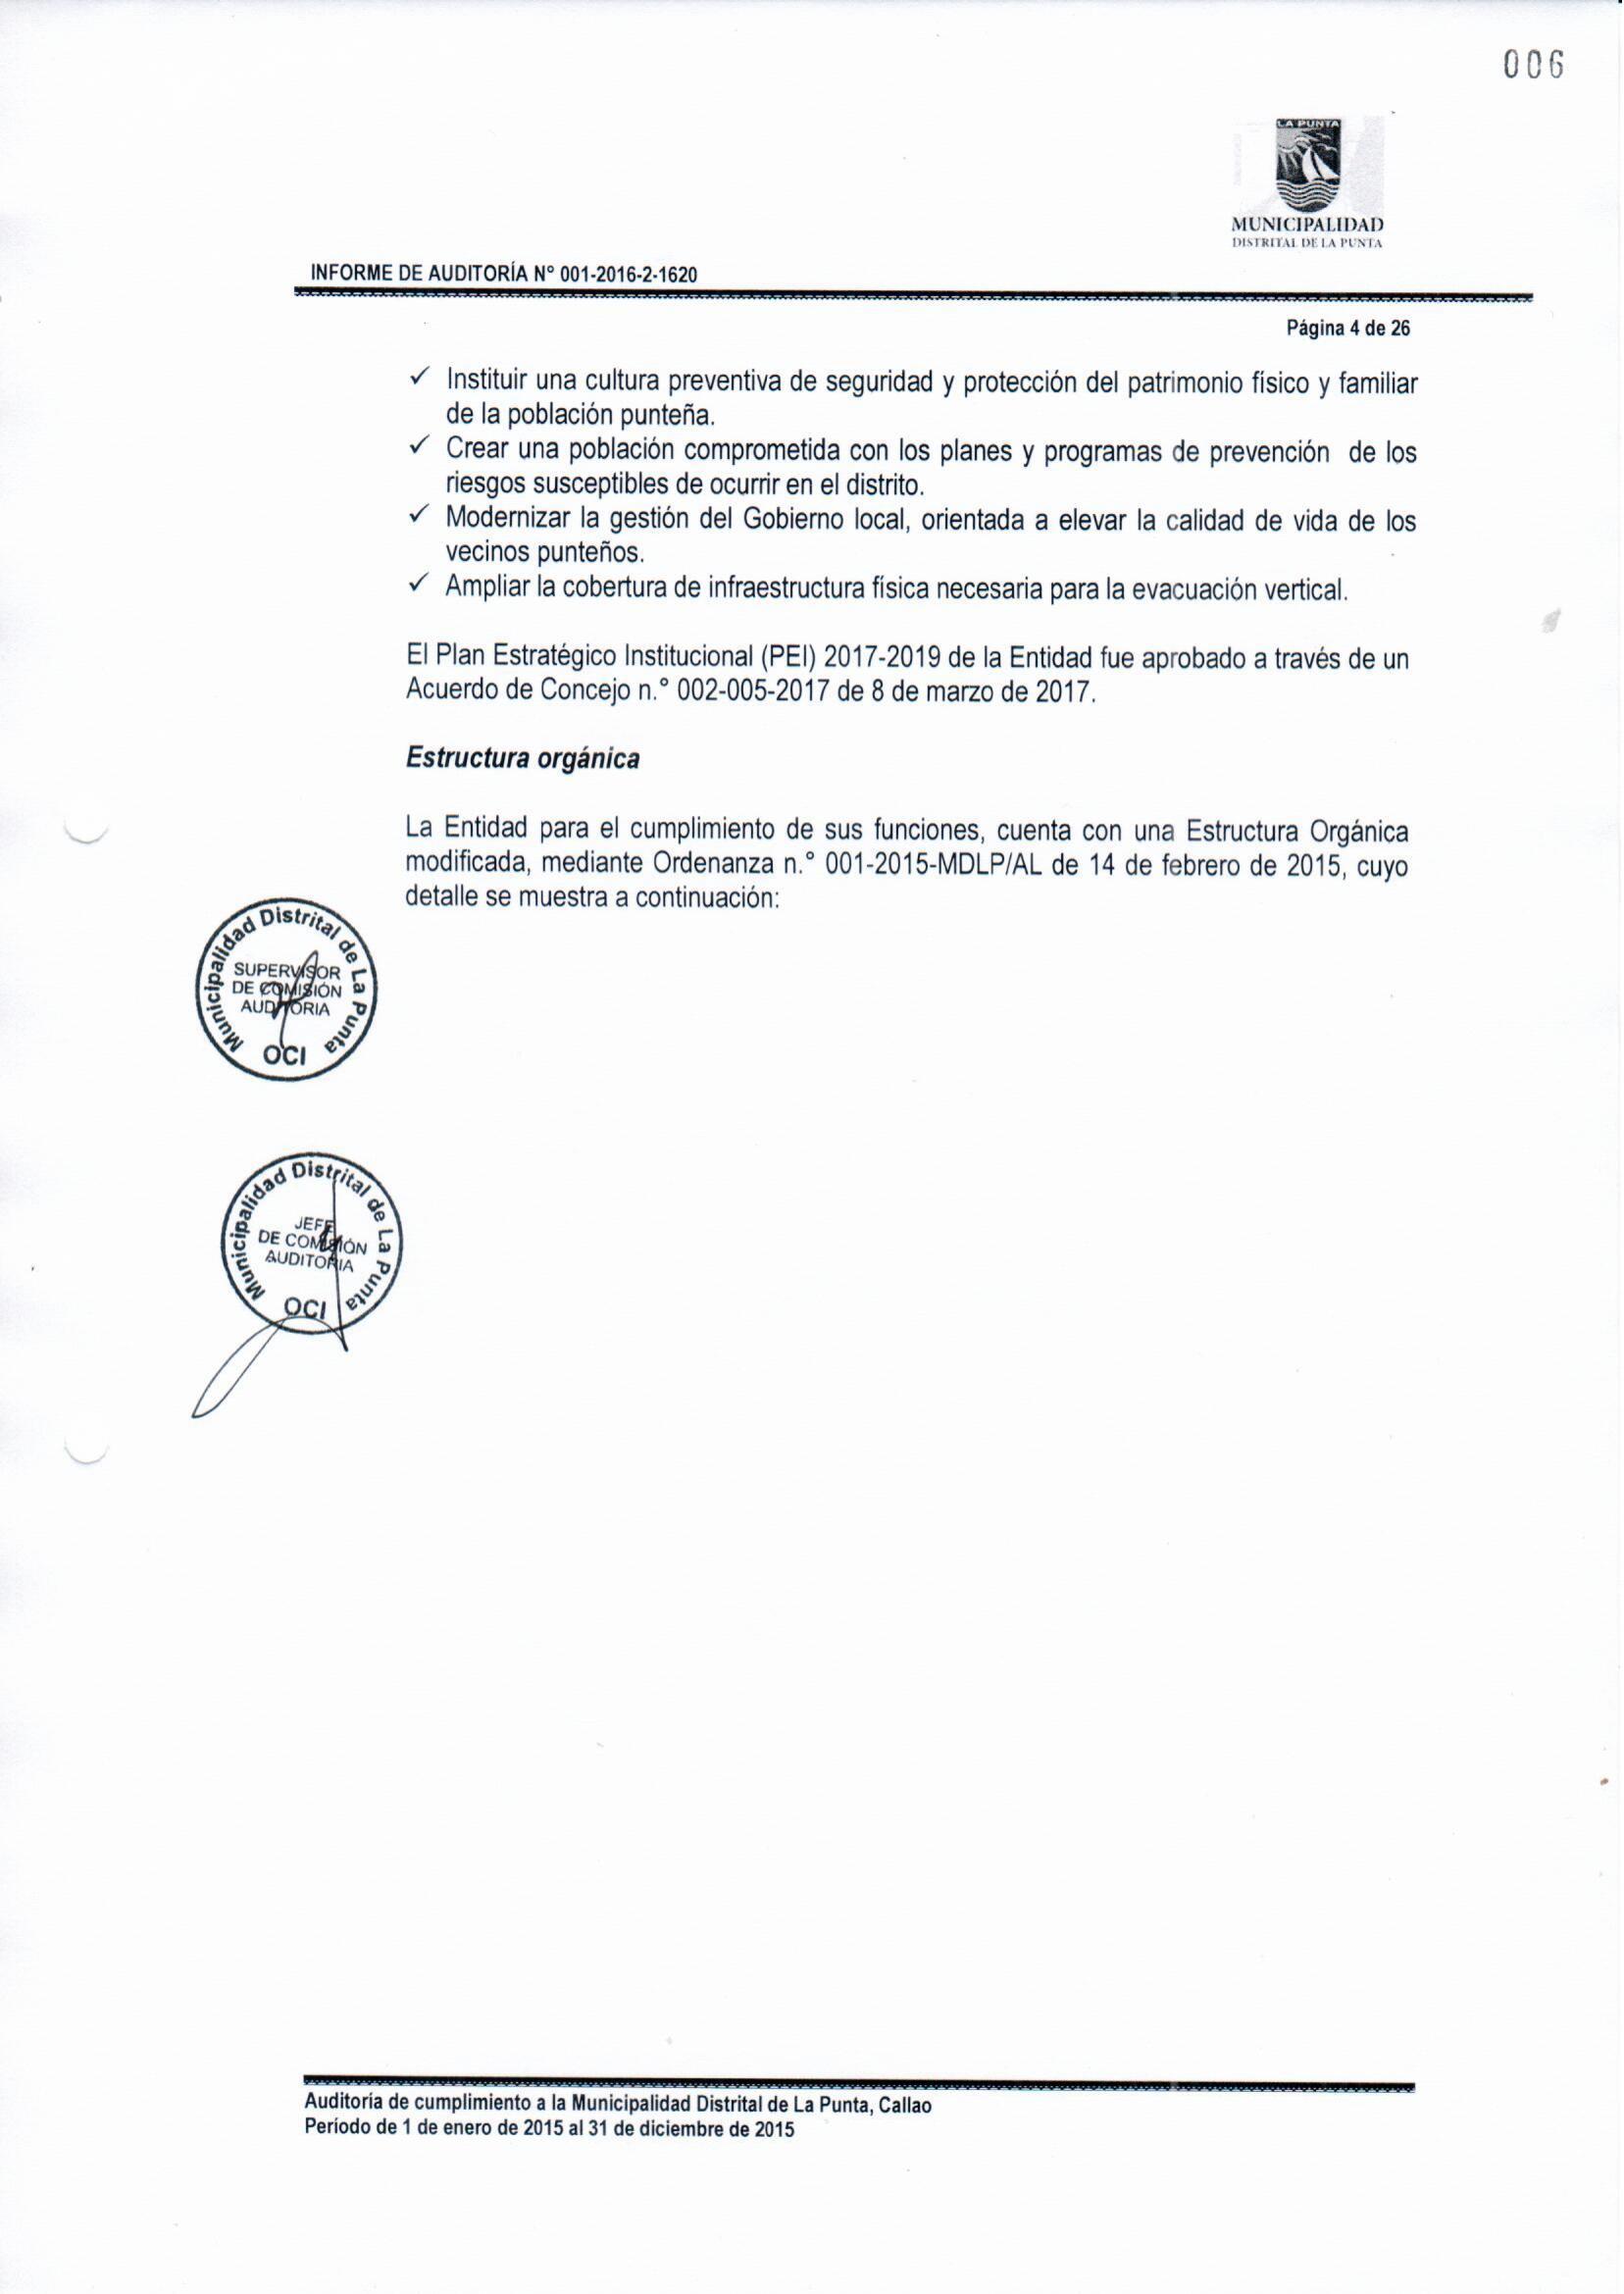 006
LA PUNTA
MUNICIPALIDAD
DISTRITAL DE LA PUNTA
INFORME DE AUDITORÍA N° 001-2016-2-1620
Página 4 de 26
✓ Instituir una cultura preventiva de seguridad y protección del patrimonio físico y familiar
de la población punteña.
✓ Crear una población comprometida con los planes y programas de prevención de los
riesgos susceptibles de ocurrir en el distrito.
✓ Modernizar la gestión del Gobierno local, orientada a elevar la calidad de vida de los
vecinos punteños.
✓ Ampliar la cobertura de infraestructura física necesaria para la evacuación vertical.
El Plan Estratégico Institucional (PEI) 2017-2019 de la Entidad fue aprobado a través de un
Acuerdo de Concejo n.° 002-005-2017 de 8 de marzo de 2017.
Estructura orgánica
La Entidad para el cumplimiento de sus funciones, cuenta con una Estructura Orgánica
modificada, mediante Ordenanza n.° 001-2015-MDLP/AL de 14 de febrero de 2015, cuyo
detalle se muestra a continuación:
Municipalidad Distrital de La Punta
SUPERVISOR
DE COMISIÓN
AUDITORIA
OCI
Municipalidad Distrital de La Punta
JEFE
DE COMISIÓN
AUDITORIA
OCI
Auditoría de cumplimiento a la Municipalidad Distrital de La Punta, Callao
Período de 1 de enero de 2015 al 31 de diciembre de 2015